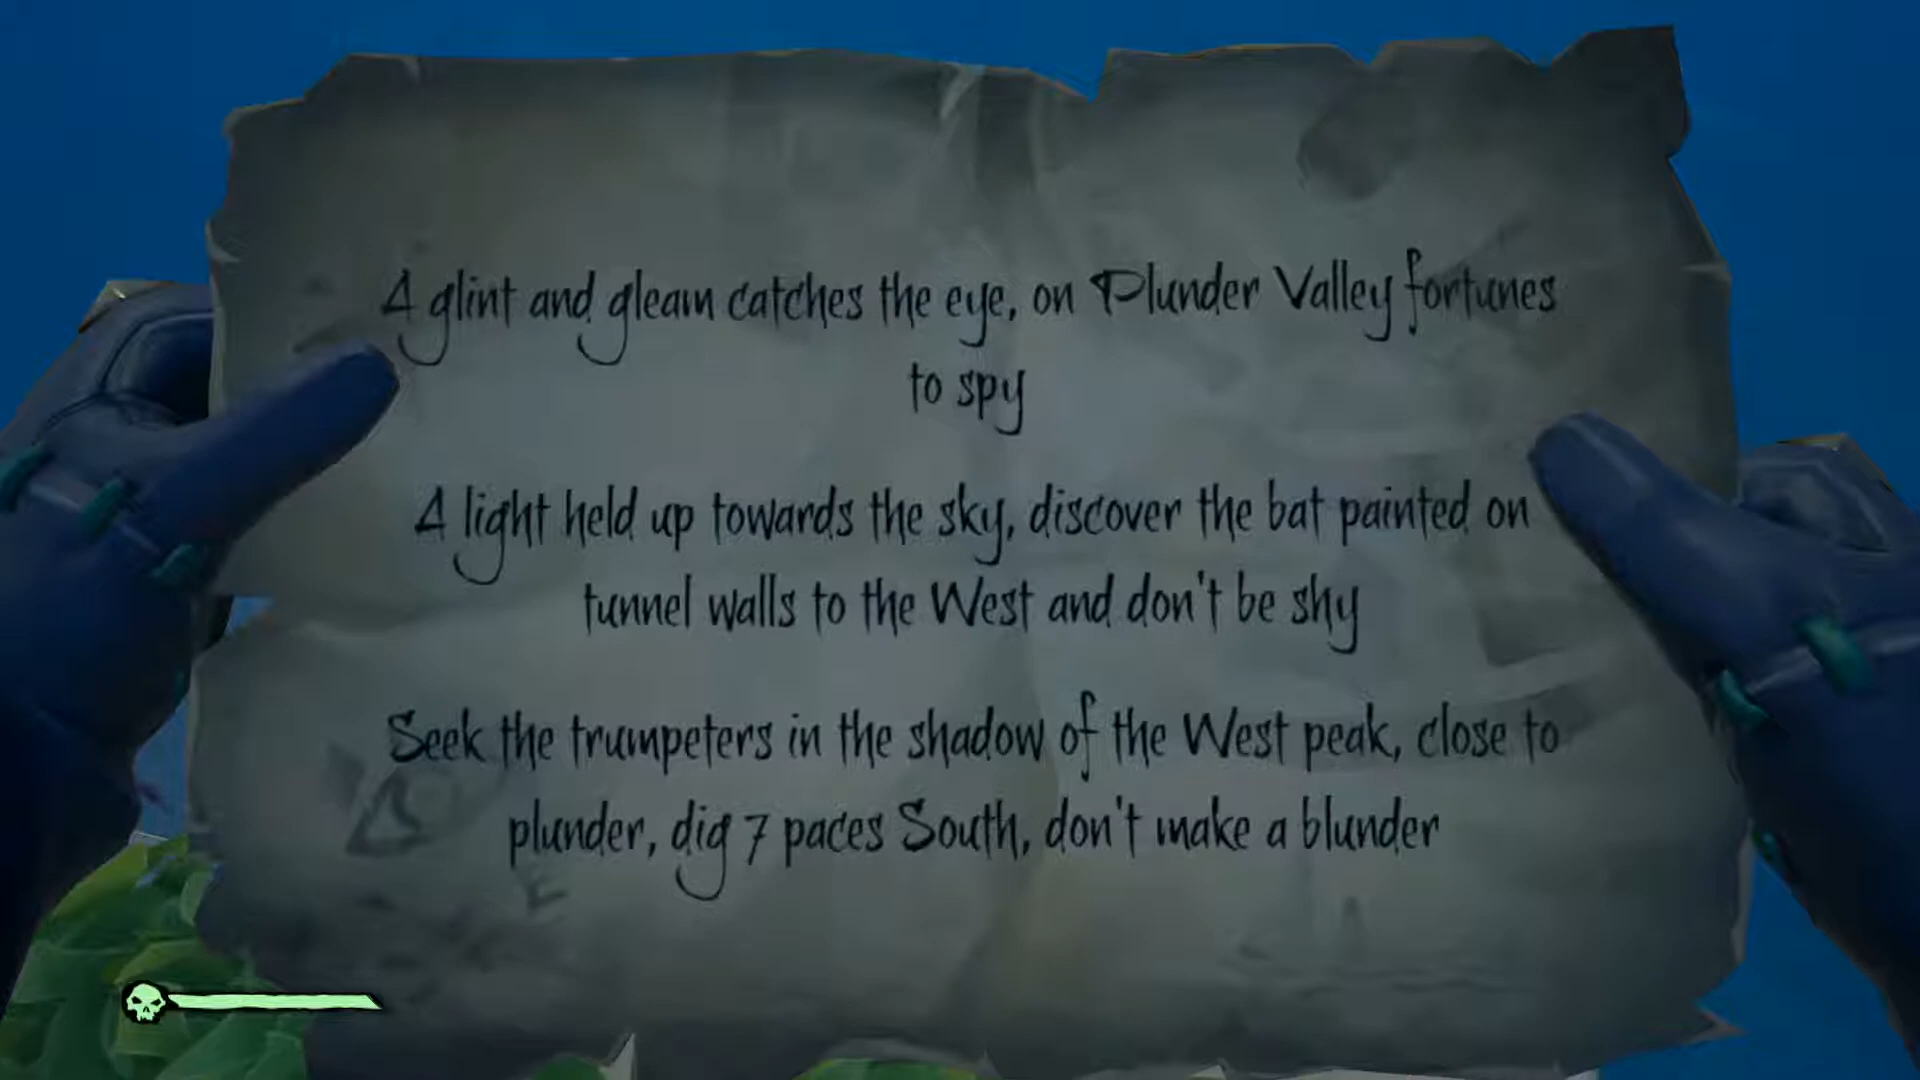 A glint and gleam catches the eye, on Plunder Valley fortunes
to spy
A light held up towards the sky, discover the bat painted on
tunnel walls to the West and don't be shy
Seek the trumpeters in the shadow of the West peak, close to
plunder, dig 7 paces South, don't make a blunder